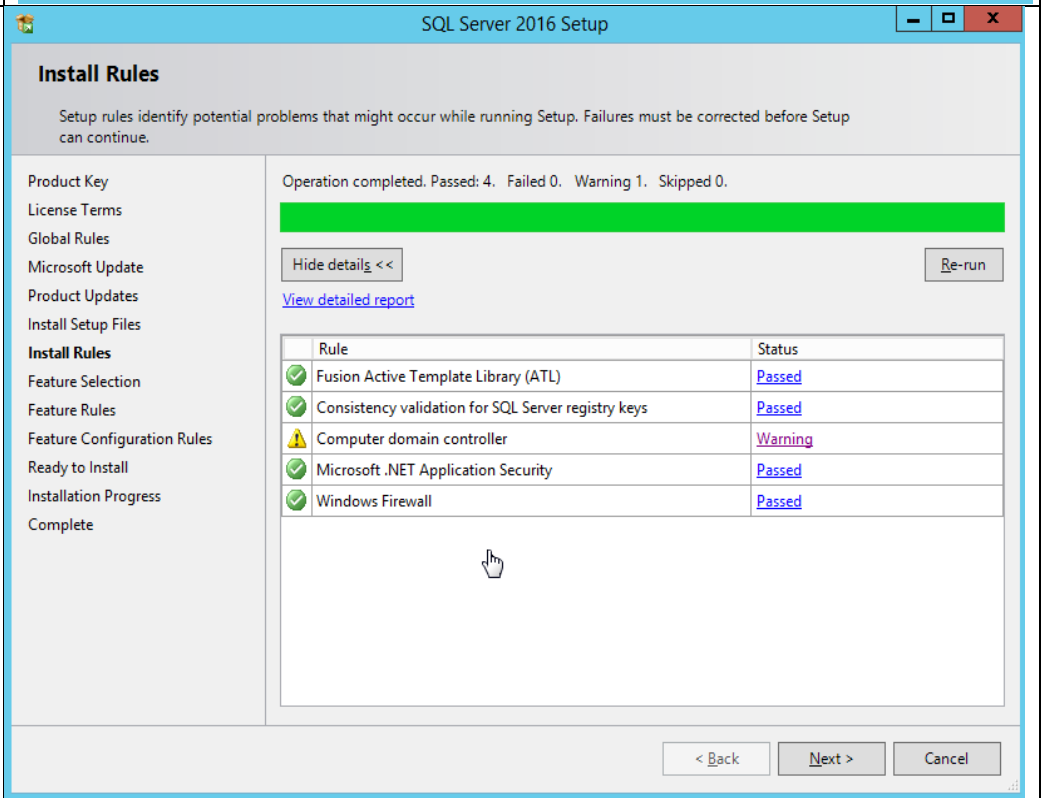 SQL Server 2016 Setup
Install Rules
Setup rules identify potential problems that might occur while running Setup. Failures must be corrected before Setup
can continue.
Product Key
License Terms
Global Rules
Microsoft Update
Product Updates
Install Setup Files
Install Rules
Feature Selection
Feature Rules
Feature Configuration Rules
Ready to Install
Installation Progress
Complete
Operation completed. Passed: 4. Failed 0. Warning 1. Skipped 0.
Hide details <<
Re-run
View detailed report
Rule Status
Fusion Active Template Library (ATL) Passed
Consistency validation for SQL Server registry keys Passed
Computer domain controller Warning
Microsoft .NET Application Security Passed
Windows Firewall Passed
< Back Next > Cancel